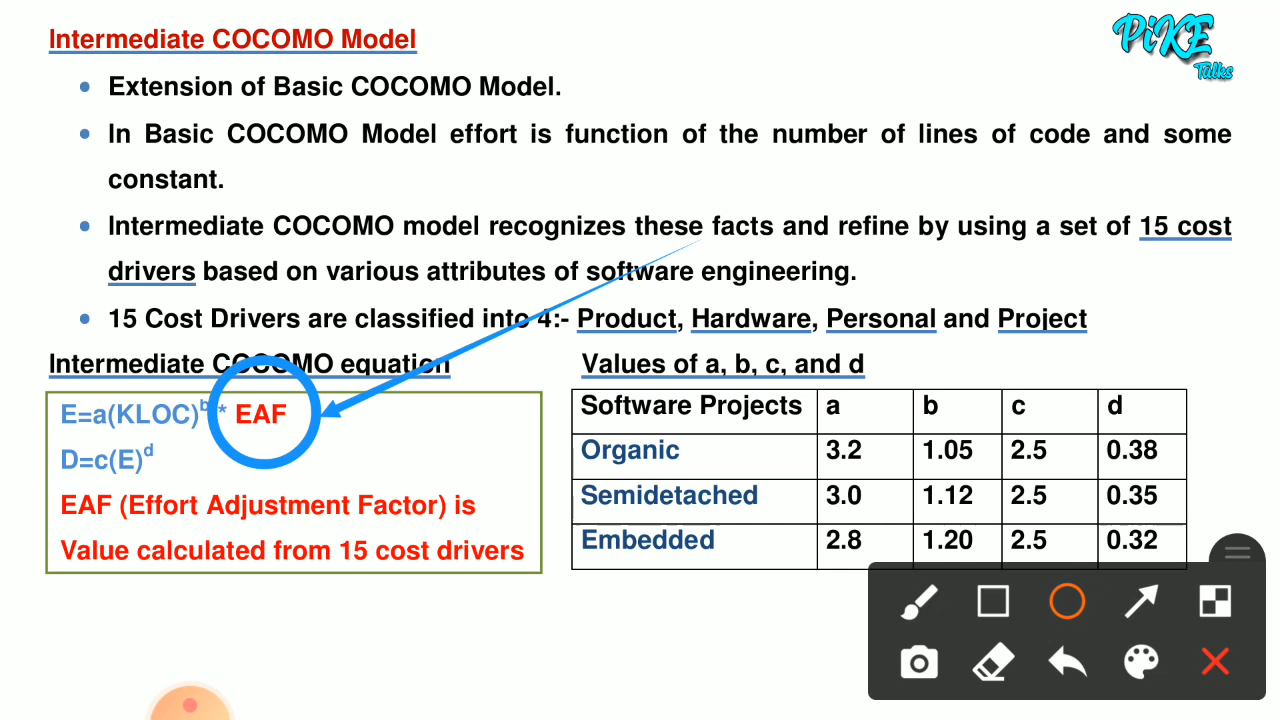 Intermediate COCOMO Model
PiKE
Talks
• Extension of Basic COCOMO Model.
• In Basic COCOMO Model effort is function of the number of lines of code and some
constant.
• Intermediate COCOMO model recognizes these facts and refine by using a set of 15 cost
drivers based on various attributes of software engineering.
• 15 Cost Drivers are classified into 4:- Product, Hardware, Personal and Project
Intermediate COCOMO equation
E=a(KLOC)^b * EAF
D=c(E)^d
EAF (Effort Adjustment Factor) is
Value calculated from 15 cost drivers
Values of a, b, c, and d
Software Projects a b c d
Organic 3.2 1.05 2.5 0.38
Semidetached 3.0 1.12 2.5 0.35
Embedded 2.8 1.20 2.5 0.32